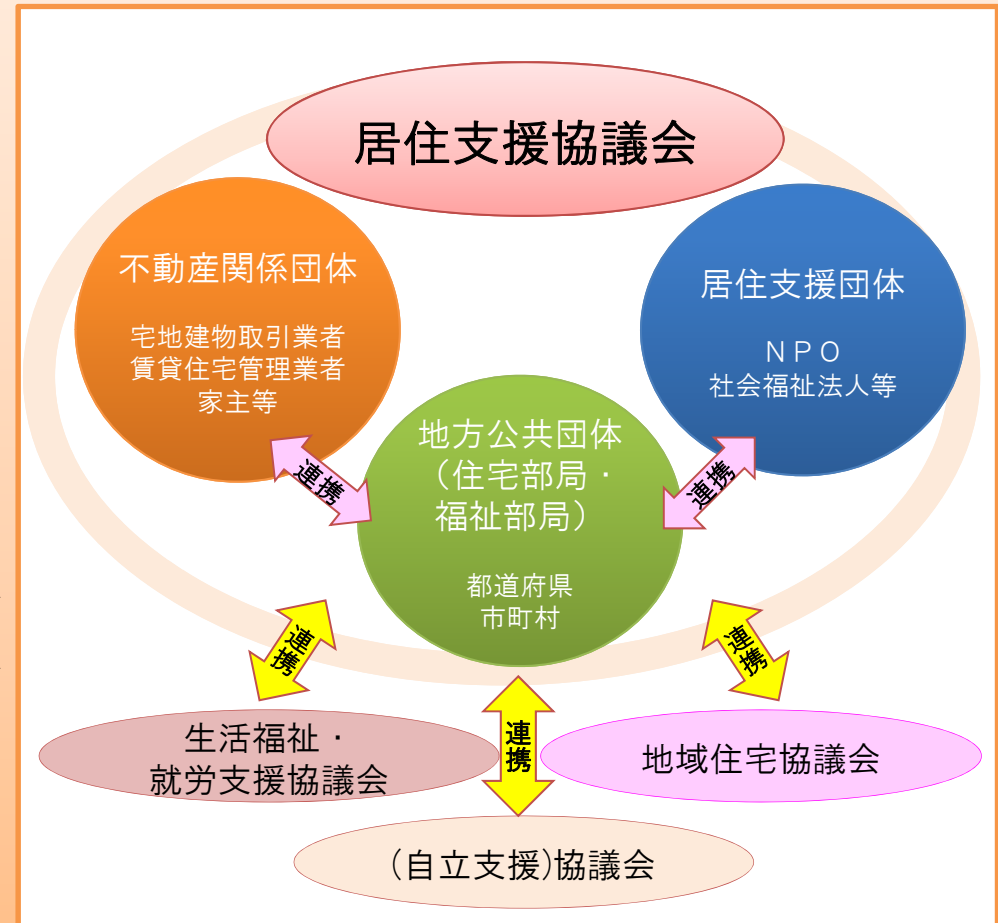 居住支援協議会
不動産関係団体
宅地建物取引業者
賃貸住宅管理業者
家主等
居住支援団体
ＮＰＯ
社会福祉法人等
地方公共団体
（住宅部局・
福祉部局）
都道府県
市町村
連携
連携
連携
連携
連携
生活福祉・
就労支援協議会
地域住宅協議会
(自立支援)協議会